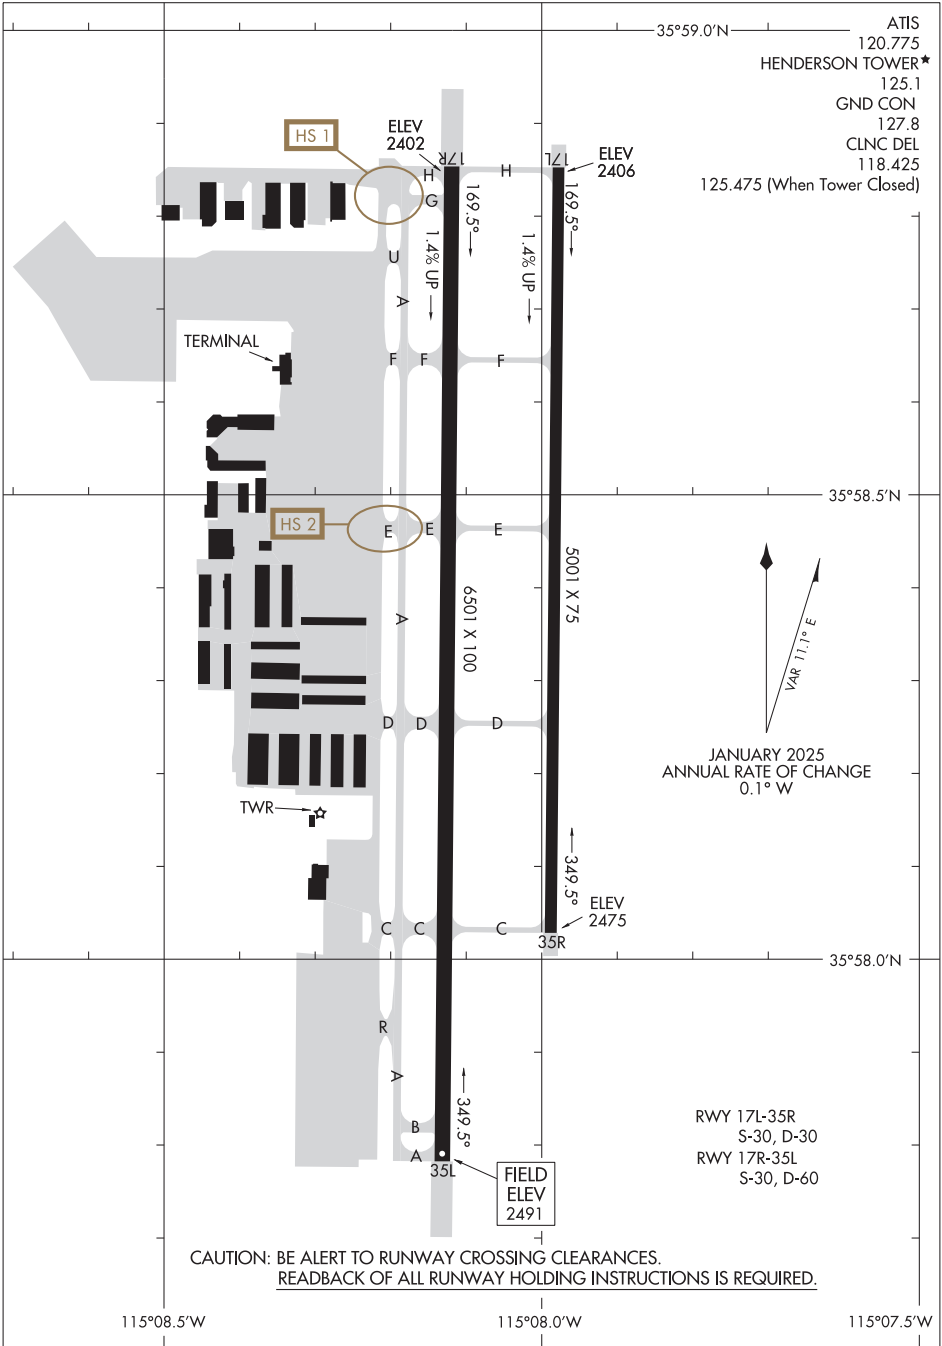 35°59.0'N
ATIS
120.775
HENDERSON TOWER★
125.1
GND CON
127.8
CLNC DEL
118.425
125.475 (When Tower Closed)
HS 1
ELEV
2402
17R
17L
ELEV
2406
H
H
G
169.5°
169.5°
1.4% UP
1.4% UP
U
A
TERMINAL
F
F
F
35°58.5'N
HS 2
E
E
E
5001 X 75
6501 X 100
A
VAR 11.1° E
D
D
D
JANUARY 2025
ANNUAL RATE OF CHANGE
0.1° W
TWR
349.5°
ELEV
2475
C
C
C
35R
35°58.0'N
R
A
349.5°
B
A
35L
RWY 17L-35R
S-30, D-30
RWY 17R-35L
S-30, D-60
FIELD
ELEV
2491
CAUTION: BE ALERT TO RUNWAY CROSSING CLEARANCES.
READBACK OF ALL RUNWAY HOLDING INSTRUCTIONS IS REQUIRED.
115°08.5'W
115°08.0'W
115°07.5'W